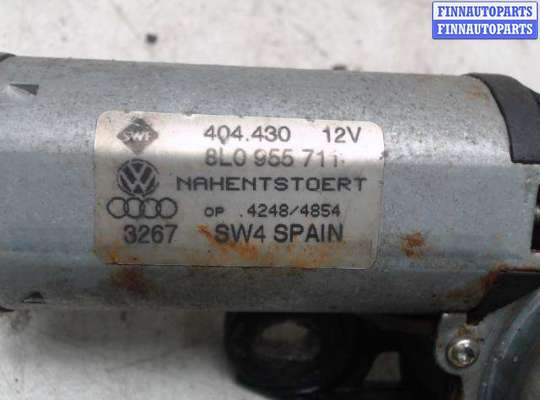 FINNAUTOPARTS
FINNAUTOPARTS
SWF 404.430 12V
8L0 955 711
NAHENTSTOERT
OP .4248/4854
3267 SW4 SPAIN